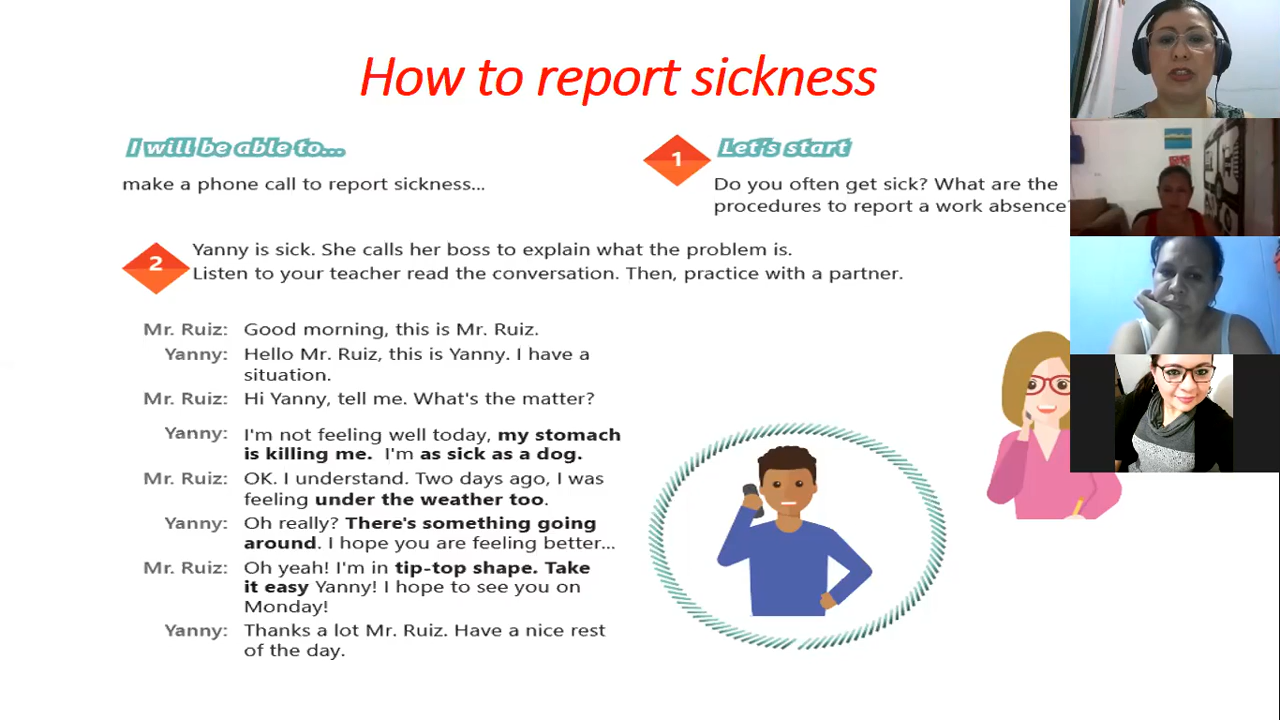 How to report sickness
I will be able to...
make a phone call to report sickness...
1
Let's start
Do you often get sick? What are the
procedures to report a work absence?
2
Yanny is sick. She calls her boss to explain what the problem is.
Listen to your teacher read the conversation. Then, practice with a partner.
Mr. Ruiz: Good morning, this is Mr. Ruiz.
Yanny: Hello Mr. Ruiz, this is Yanny. I have a
situation.
Mr. Ruiz: Hi Yanny, tell me. What's the matter?
Yanny: I'm not feeling well today, my stomach
is killing me. I'm as sick as a dog.
Mr. Ruiz: OK. I understand. Two days ago, I was
feeling under the weather too.
Yanny: Oh really? There's something going
around. I hope you are feeling better...
Mr. Ruiz: Oh yeah! I'm in tip-top shape. Take
it easy Yanny! I hope to see you on
Monday!
Yanny: Thanks a lot Mr. Ruiz. Have a nice rest
of the day.